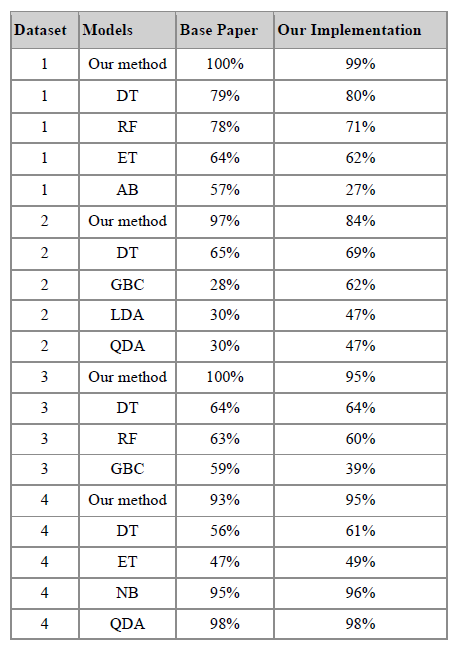 Dataset Models Base Paper Our Implementation
1 Our method 100% 99%
1 DT 79% 80%
1 RF 78% 71%
1 ET 64% 62%
1 AB 57% 27%
2 Our method 97% 84%
2 DT 65% 69%
2 GBC 28% 62%
2 LDA 30% 47%
2 QDA 30% 47%
3 Our method 100% 95%
3 DT 64% 64%
3 RF 63% 60%
3 GBC 59% 39%
4 Our method 93% 95%
4 DT 56% 61%
4 ET 47% 49%
4 NB 95% 96%
4 QDA 98% 98%